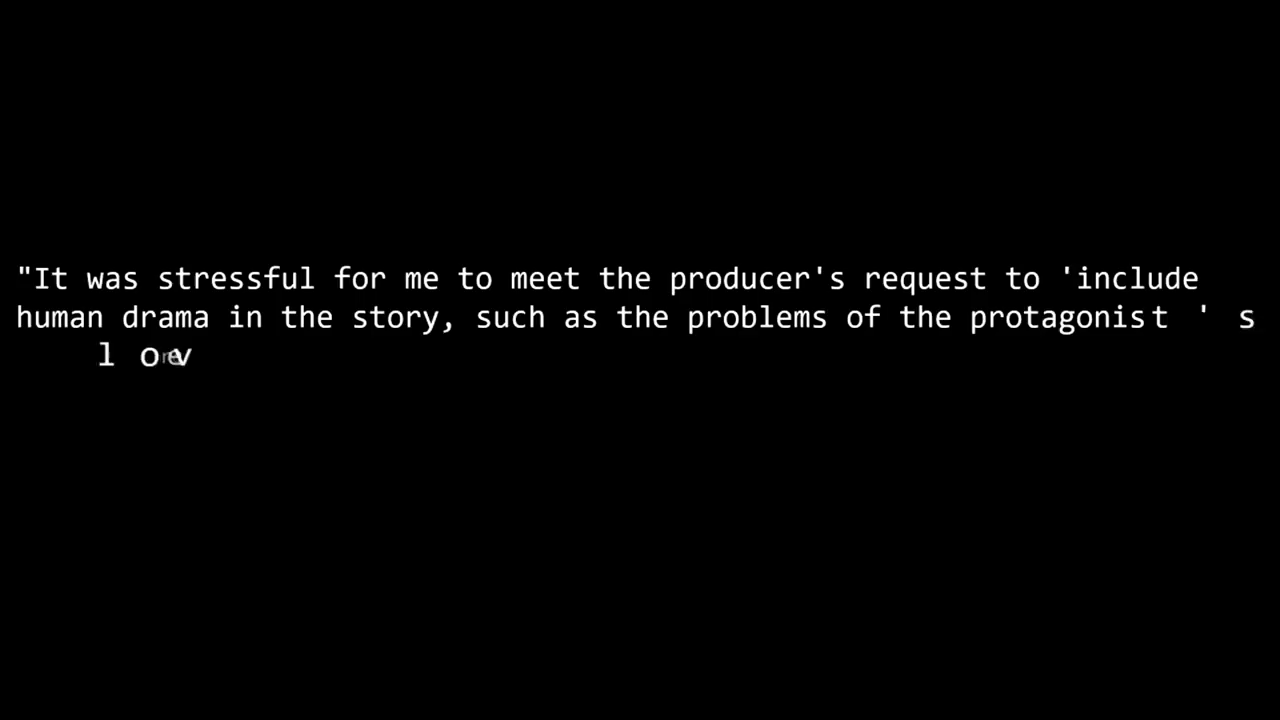 "It was stressful for me to meet the producer's request to 'include
human drama in the story, such as the problems of the protagonist's
lov